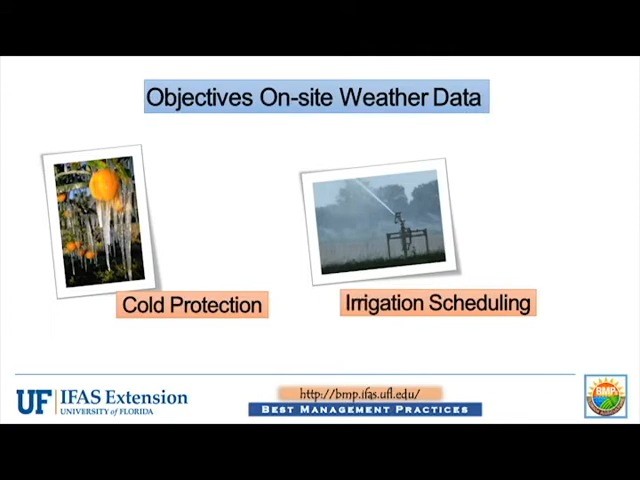 Objectives On-site Weather Data
Cold Protection
Irrigation Scheduling
UF IFAS Extension
UNIVERSITY of FLORIDA
http://bmp.ifas.ufl.edu/
BEST MANAGEMENT PRACTICES
BMP